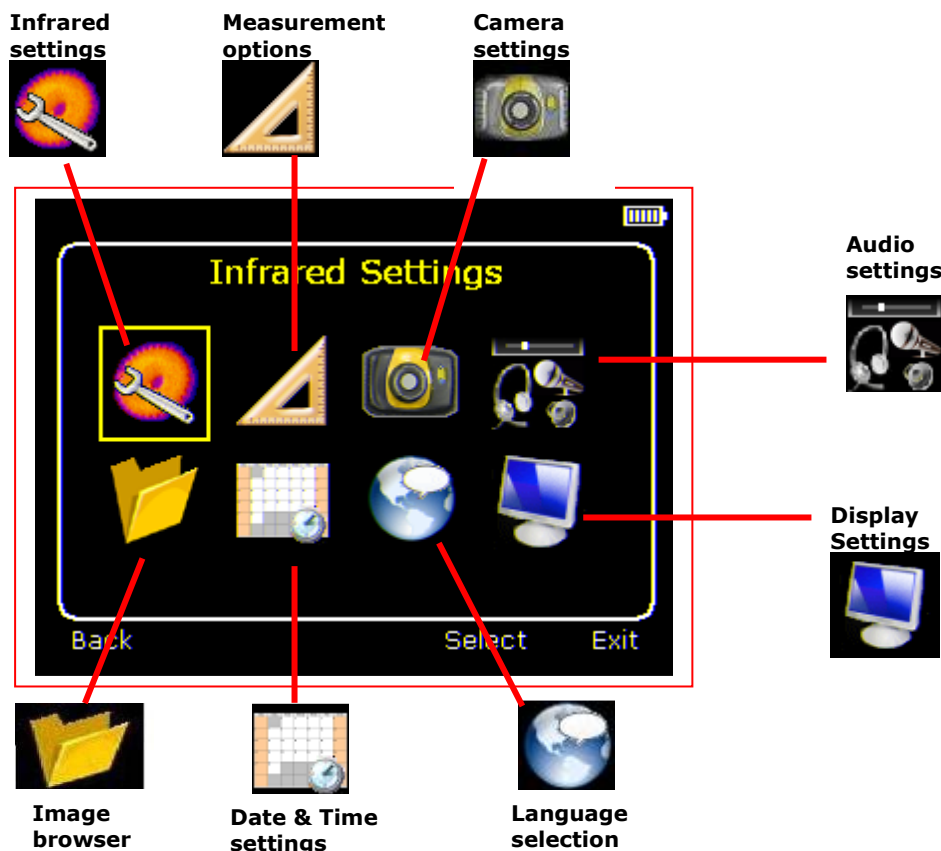 Infrared
settings
Measurement
options
Camera
settings
Infrared Settings
Audio
settings
Display
Settings
Back
Select
Exit
Image
browser
Date & Time
settings
Language
selection